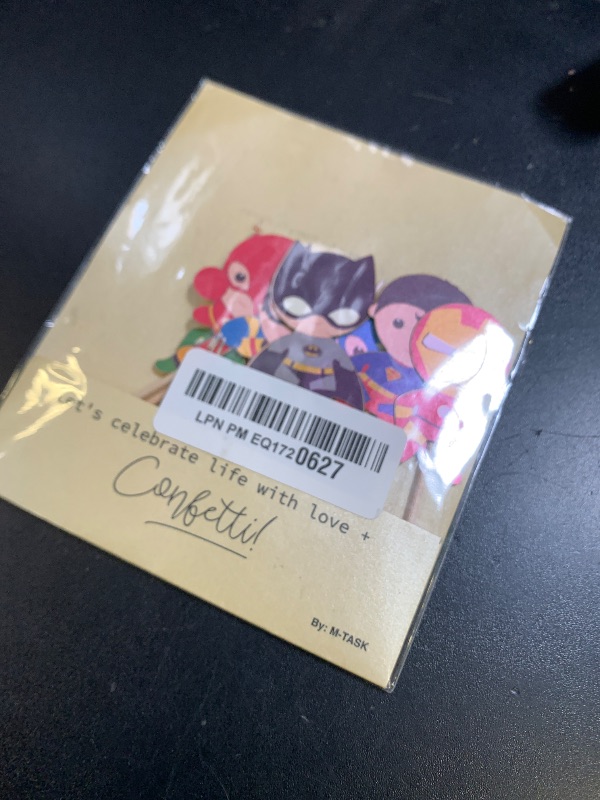 LPN PM EQ1720627
t's celebrate life with love +
Confetti!
By: M-TASK